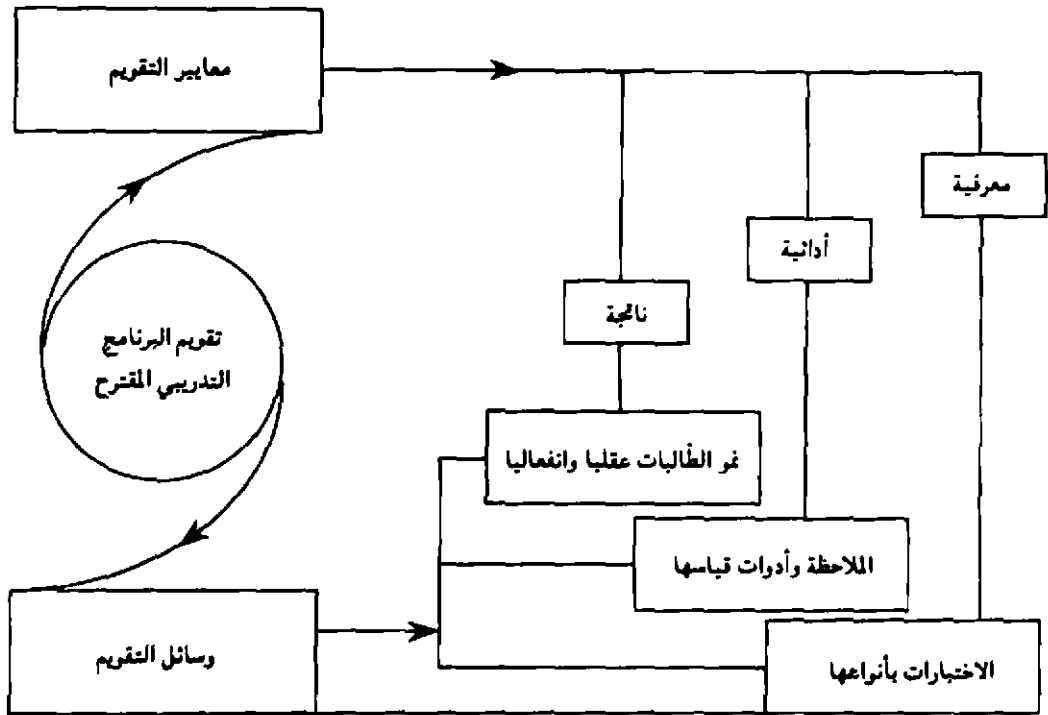 معايير التقويم
معرفية
أدائية
ناتجة
تقويم البرنامج
التدريبي المقترح
نمو الطالبات عقليا وانفعاليا
الملاحظة وأدوات قياسها
وسائل التقويم
الاختبارات بأنواعها